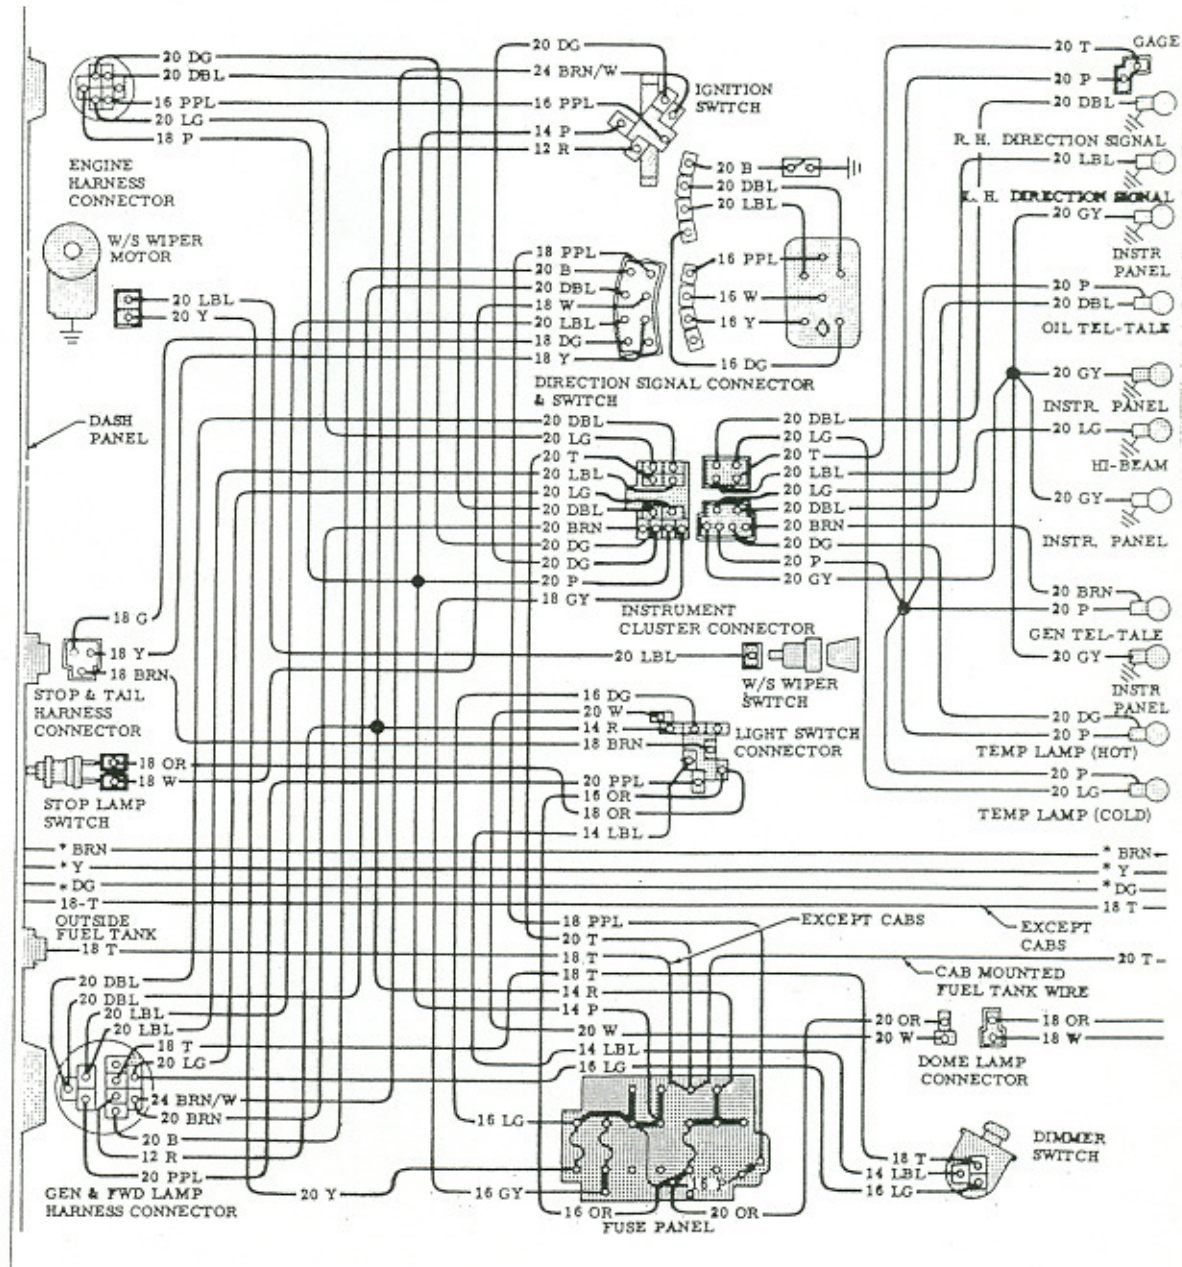 20 DG
20 DBL
16 PPL
20 LG
18 P
ENGINE
HARNESS
CONNECTOR
20 DG
24 BRN/W
16 PPL
14 P
12 R
IGNITION
SWITCH
20 T
GAGE
20 P
20 DBL
R. H. DIRECTION SIGNAL
20 LBL
L. H. DIRECTION SIGNAL
20 GY
INSTR
PANEL
20 P
20 DBL
OIL TEL-TALE
20 GY
INSTR. PANEL
20 LG
HI-BEAM
20 GY
INSTR. PANEL
20 BRN
20 P
GEN TEL-TALE
20 GY
INSTR
PANEL
20 DG
20 P
TEMP LAMP (HOT)
20 P
20 LG
TEMP LAMP (COLD)
W/S WIPER
MOTOR
20 LBL
20 Y
20 B
20 DBL
20 LBL
16 PPL
16 W
16 Y
16 DG
18 PPL
20 B
20 DBL
18 W
20 LBL
18 DG
18 Y
DIRECTION SIGNAL CONNECTOR
& SWITCH
DASH
PANEL
20 DBL
20 LG
20 T
20 LBL
20 LG
20 DBL
20 BRN
20 DG
20 DG
20 P
18 GY
20 DBL
20 LG
20 T
20 LBL
20 LG
20 DBL
20 BRN
20 DG
20 P
20 GY
INSTRUMENT
CLUSTER CONNECTOR
18 G
18 Y
18 BRN
STOP & TAIL
HARNESS
CONNECTOR
20 LBL
W/S WIPER
SWITCH
16 DG
20 W
14 R
18 BRN
LIGHT SWITCH
CONNECTOR
20 PPL
16 OR
18 OR
14 LBL
18 OR
18 W
STOP LAMP
SWITCH
* BRN
* Y
* DG
18-T
* BRN
* Y
* DG
18 T
OUTSIDE
FUEL TANK
18 T
18 PPL
20 T
18 T
18 T
14 R
14 P
20 W
14 LBL
16 LG
EXCEPT CABS
EXCEPT
CABS
20 T
CAB MOUNTED
FUEL TANK WIRE
20 DBL
20 DBL
20 LBL
20 LBL
18 T
20 LG
24 BRN/W
20 BRN
20 B
12 R
20 PPL
GEN & FWD LAMP
HARNESS CONNECTOR
20 OR
20 W
18 OR
18 W
DOME LAMP
CONNECTOR
16 LG
20 Y
16 GY
16 OR
20 OR
FUSE PANEL
18 T
14 LBL
16 LG
DIMMER
SWITCH